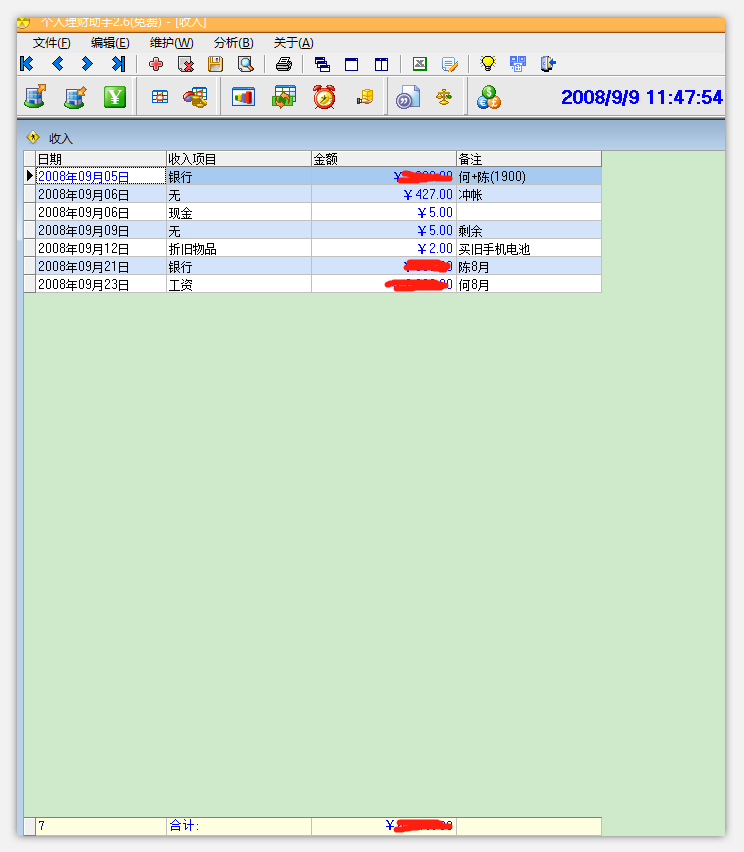 个人理财助手2.6(免费) - [收入]
文件(F) 编辑(E) 维护(W) 分析(B) 关于(A)
2008/9/9 11:47:54
收入
日期 收入项目 金额 备注
2008年09月05日 银行 ￥ 何+陈(1900)
2008年09月06日 无 ￥427.00 冲帐
2008年09月06日 现金 ￥5.00
2008年09月09日 无 ￥5.00 剩余
2008年09月12日 折旧物品 ￥2.00 买旧手机电池
2008年09月21日 银行 陈8月
2008年09月23日 工资 何8月
7 合计: ￥